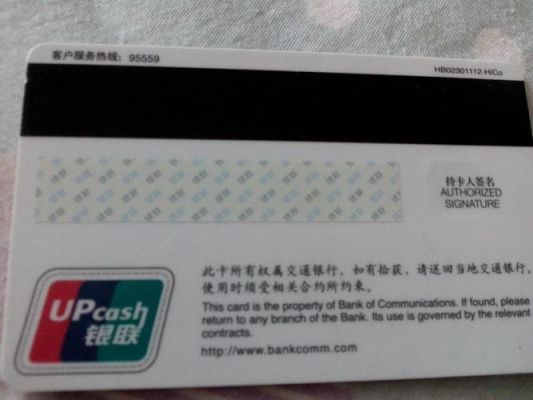 客户服务热线：95559
HB02301112-HiCo
持卡人签名
AUTHORIZED
SIGNATURE
此卡所有权属交通银行。如有拾获，请送回当地交通银行。
使用时须受相关合约所约束。
This card is the property of Bank of Communications. If found, please
return to any branch of the Bank. Its use is governed by the relevant
contracts.
http://www.bankcomm.com
UPcash
银联